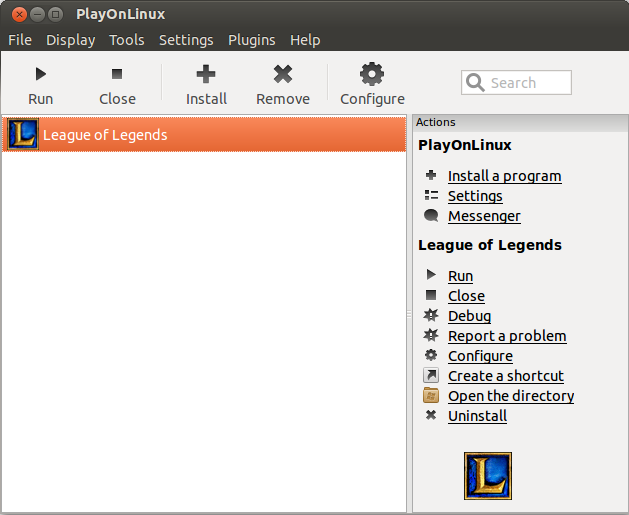 PlayOnLinux
File Display Tools Settings Plugins Help
Run Close Install Remove Configure Search
League of Legends
Actions
PlayOnLinux
Install a program
Settings
Messenger
League of Legends
Run
Close
Debug
Report a problem
Configure
Create a shortcut
Open the directory
Uninstall
L